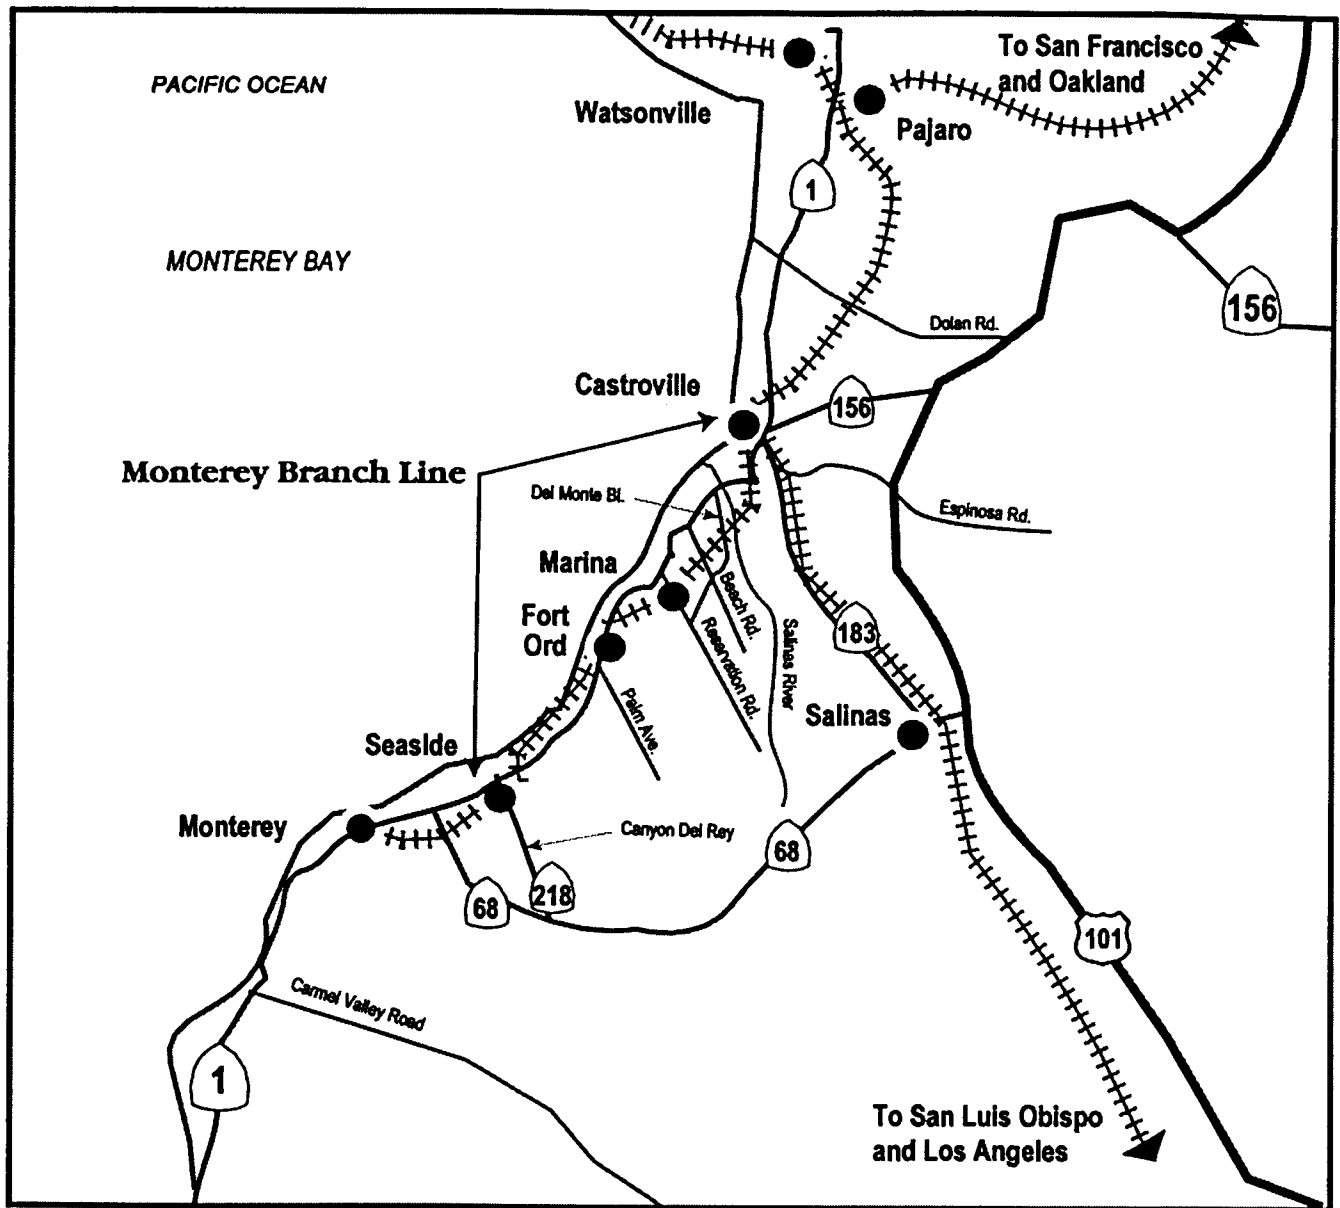 To San Francisco
and Oakland
PACIFIC OCEAN
Watsonville
Pajaro
1
MONTEREY BAY
156
Dolan Rd.
Castroville
156
Monterey Branch Line
Del Monte Bl.
Espinosa Rd.
Marina
Beach Rd.
Fort
Ord
Reservation Rd.
Salinas River
183
Palm Ave.
Salinas
Seaside
Monterey
Canyon Del Rey
68
68
218
101
Carmel Valley Road
1
To San Luis Obispo
and Los Angeles